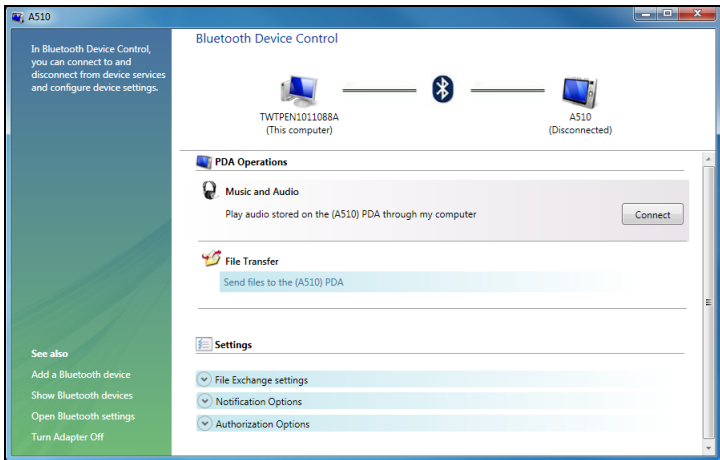 A510
In Bluetooth Device Control,
you can connect to and
disconnect from device services
and configure device settings.
Bluetooth Device Control
TWTPEN1011088A
(This computer)
A510
(Disconnected)
PDA Operations
Music and Audio
Play audio stored on the (A510) PDA through my computer
Connect
File Transfer
Send files to the (A510) PDA
Settings
File Exchange settings
Notification Options
Authorization Options
See also
Add a Bluetooth device
Show Bluetooth devices
Open Bluetooth settings
Turn Adapter Off